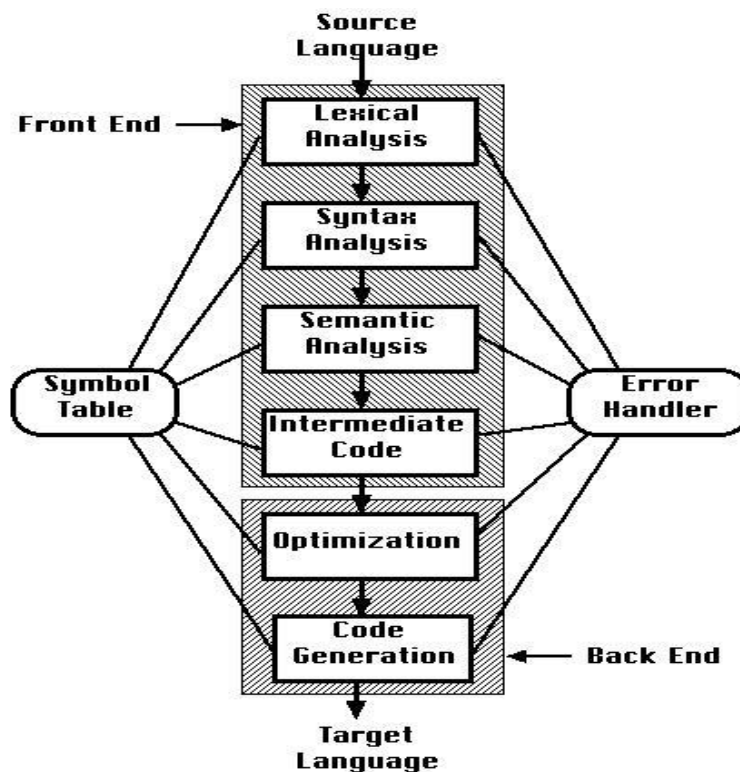 Source
Language
Front End
Lexical
Analysis
Syntax
Analysis
Semantic
Analysis
Symbol
Table
Error
Handler
Intermediate
Code
Optimization
Code
Generation
Back End
Target
Language